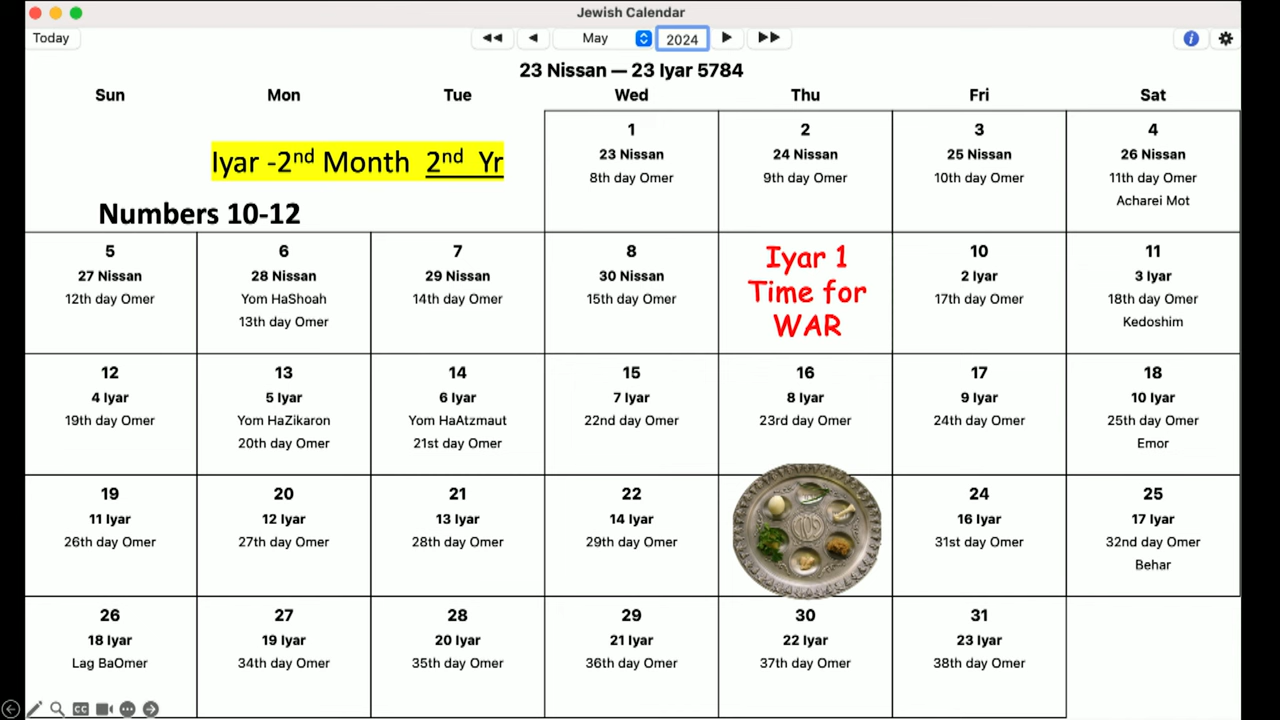 Jewish Calendar
Today
May
2024
23 Nissan — 23 Iyar 5784
Sun Mon Tue Wed Thu Fri Sat
Iyar -2nd Month 2nd Yr
Numbers 10-12
1
23 Nissan
8th day Omer
2
24 Nissan
9th day Omer
3
25 Nissan
10th day Omer
4
26 Nissan
11th day Omer
Acharei Mot
5
27 Nissan
12th day Omer
6
28 Nissan
Yom HaShoah
13th day Omer
7
29 Nissan
14th day Omer
8
30 Nissan
15th day Omer
Iyar 1
Time for
WAR
10
2 Iyar
17th day Omer
11
3 Iyar
18th day Omer
Kedoshim
12
4 Iyar
19th day Omer
13
5 Iyar
Yom HaZikaron
20th day Omer
14
6 Iyar
Yom HaAtzmaut
21st day Omer
15
7 Iyar
22nd day Omer
16
8 Iyar
23rd day Omer
17
9 Iyar
24th day Omer
18
10 Iyar
25th day Omer
Emor
19
11 Iyar
26th day Omer
20
12 Iyar
27th day Omer
21
13 Iyar
28th day Omer
22
14 Iyar
29th day Omer
24
16 Iyar
31st day Omer
25
17 Iyar
32nd day Omer
Behar
26
18 Iyar
Lag BaOmer
27
19 Iyar
34th day Omer
28
20 Iyar
35th day Omer
29
21 Iyar
36th day Omer
30
22 Iyar
37th day Omer
31
23 Iyar
38th day Omer
CC